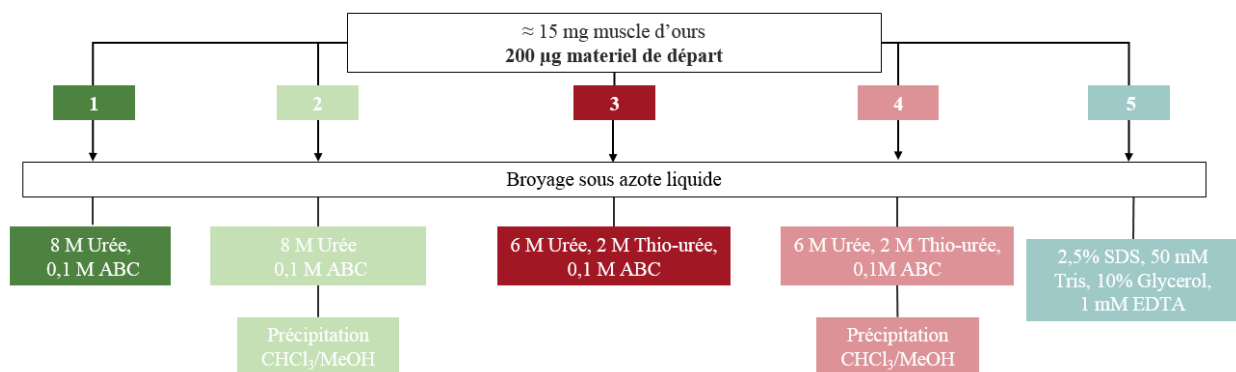 ≈ 15 mg muscle d’ours
200 µg materiel de départ
1
2
3
4
5
Broyage sous azote liquide
8 M Urée,
0,1 M ABC
8 M Urée
0,1 M ABC
6 M Urée, 2 M Thio-urée,
0,1 M ABC
6 M Urée, 2 M Thio-urée,
0,1M ABC
2,5% SDS, 50 mM
Tris, 10% Glycerol,
1 mM EDTA
Précipitation
CHCl₃/MeOH
Précipitation
CHCl₃/MeOH